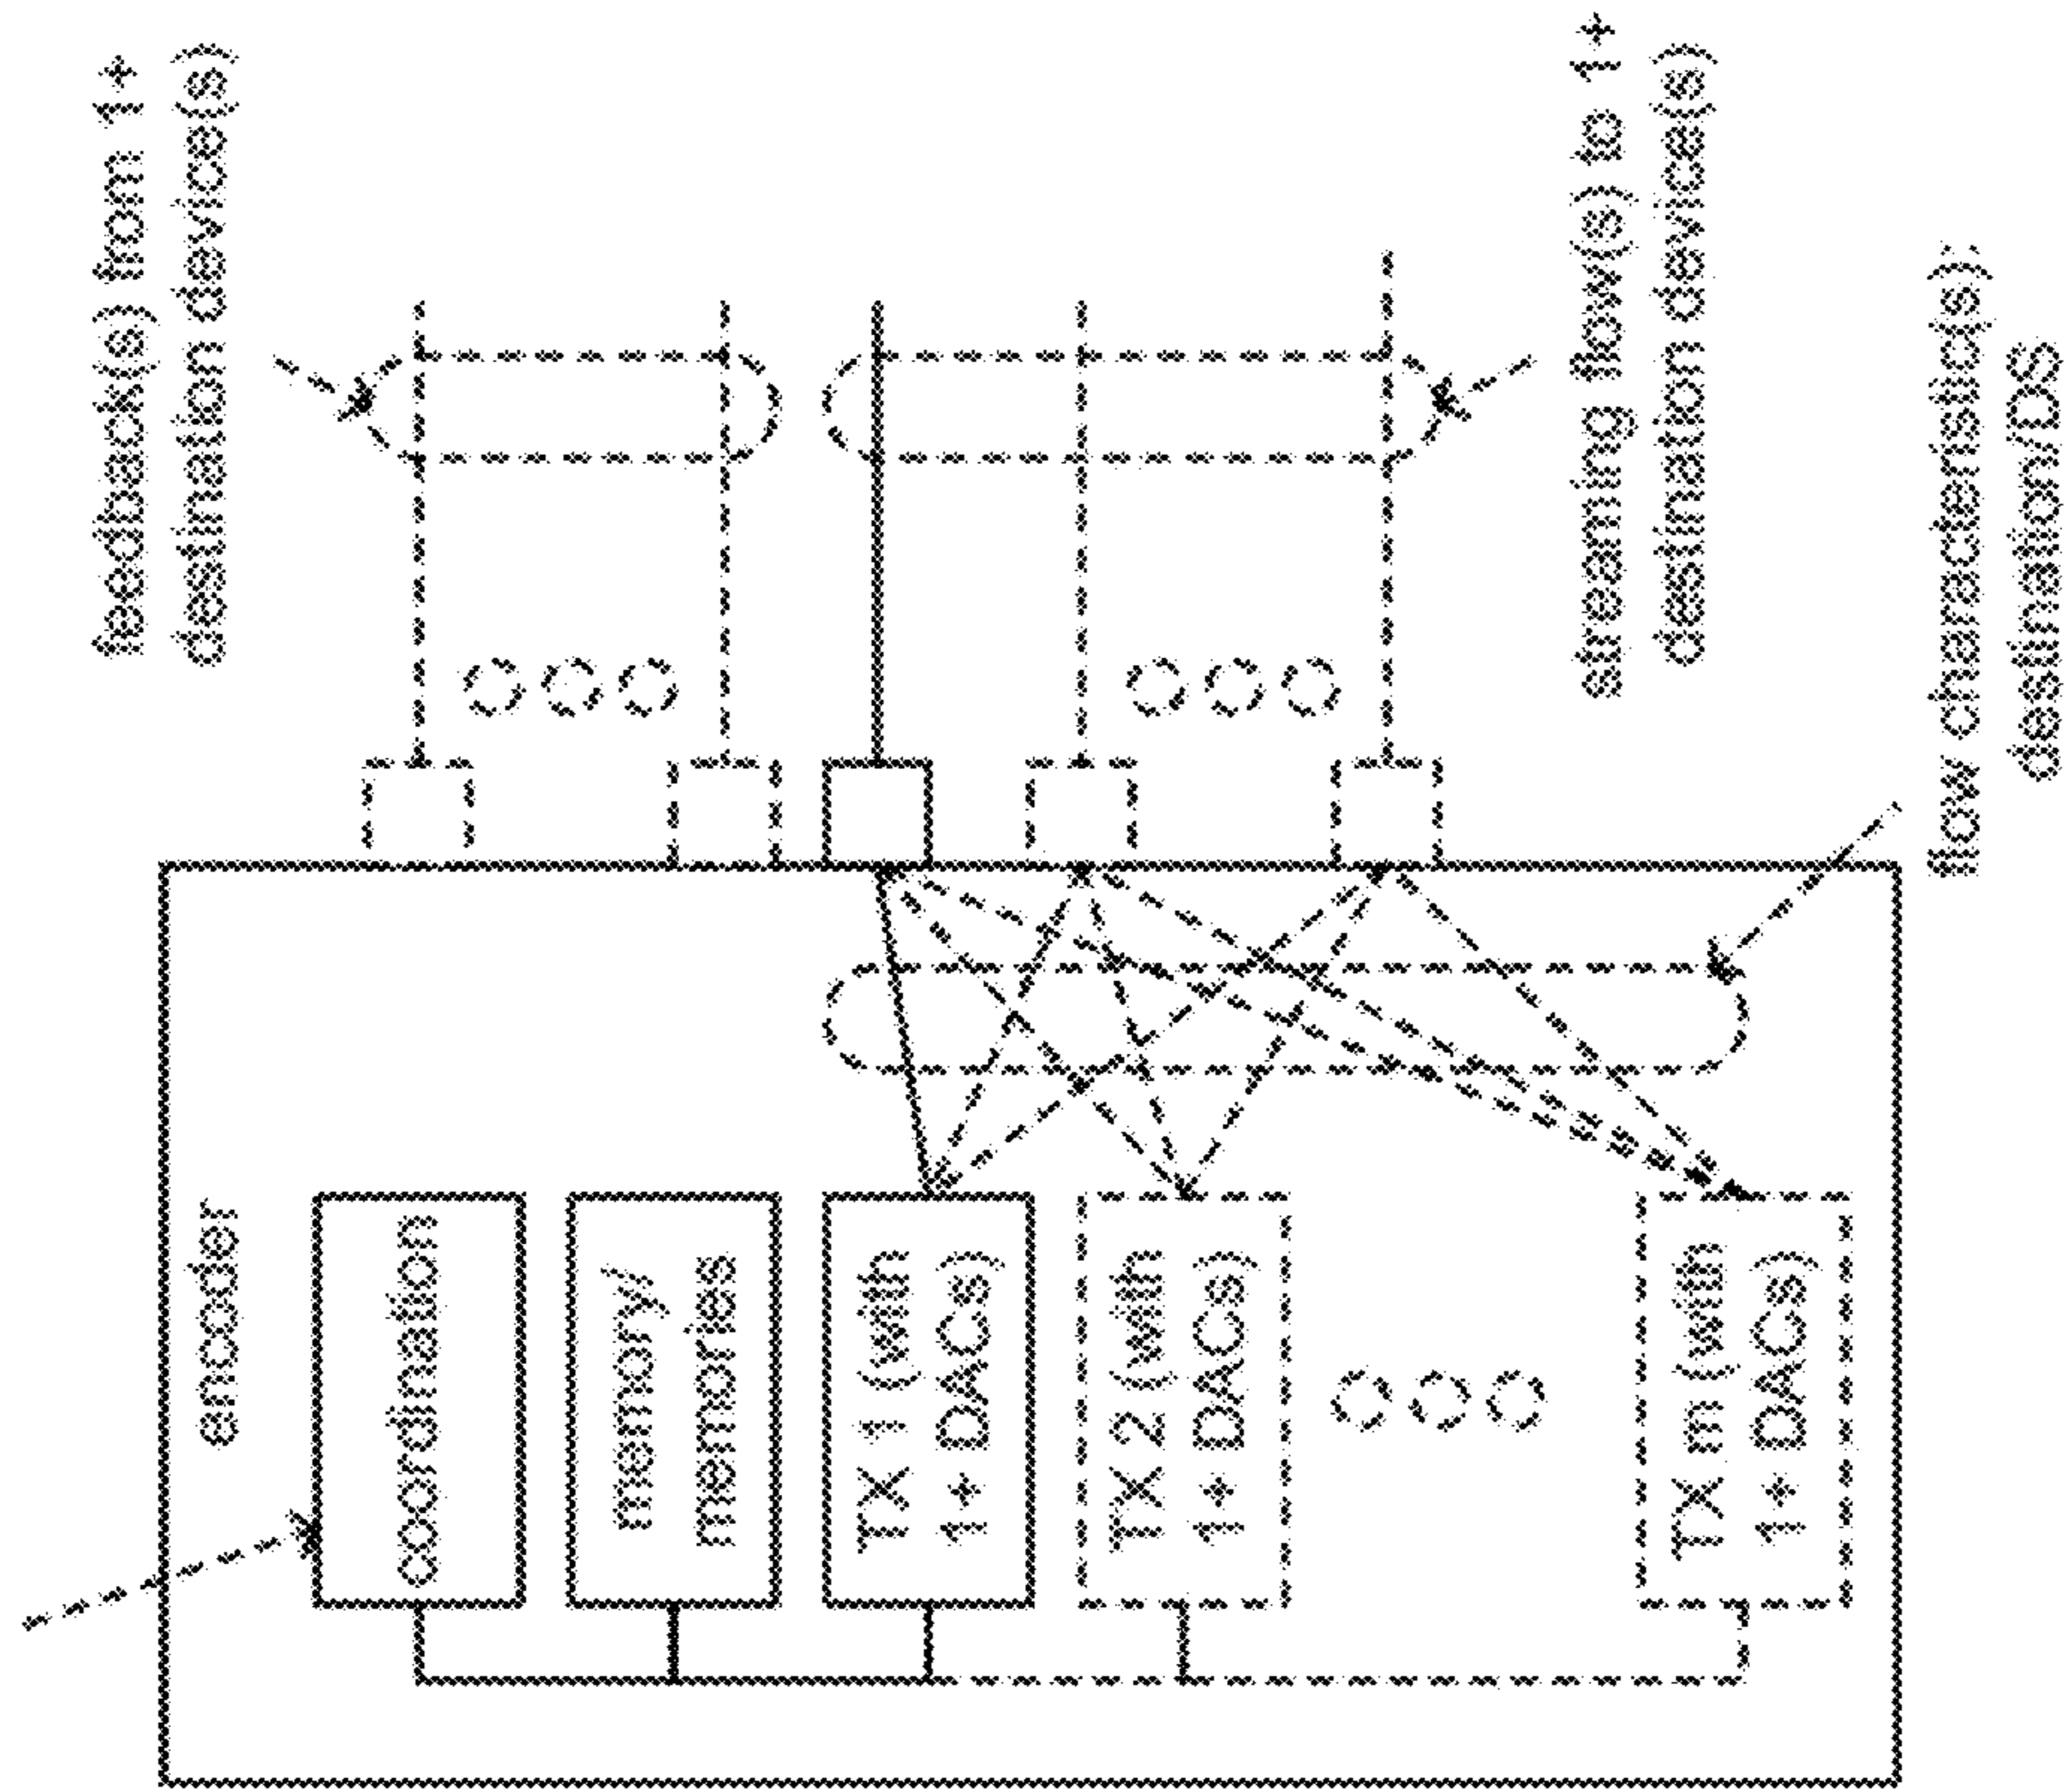 feedback(s) from 1+
destination device(s)
encoder
coordination
memory/
memories
TX 1 (with
1+ DACs)
TX 2 (with
1+ DACs)
TX m (with
1+ DACs)
streaming flow(s) to 1+
destination device(s)
flow characteristic(s):
destination/DS